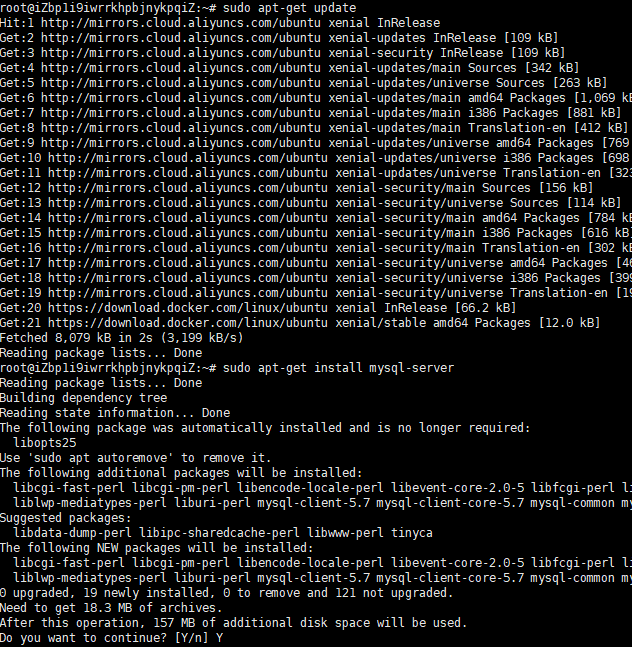 root@iZbp1i9iwrrkhpbjnykpqiZ:~# sudo apt-get update
Hit:1 http://mirrors.cloud.aliyuncs.com/ubuntu xenial InRelease
Get:2 http://mirrors.cloud.aliyuncs.com/ubuntu xenial-updates InRelease [109 kB]
Get:3 http://mirrors.cloud.aliyuncs.com/ubuntu xenial-security InRelease [109 kB]
Get:4 http://mirrors.cloud.aliyuncs.com/ubuntu xenial-updates/main Sources [342 kB]
Get:5 http://mirrors.cloud.aliyuncs.com/ubuntu xenial-updates/universe Sources [263 kB]
Get:6 http://mirrors.cloud.aliyuncs.com/ubuntu xenial-updates/main amd64 Packages [1,069 kB
Get:7 http://mirrors.cloud.aliyuncs.com/ubuntu xenial-updates/main i386 Packages [881 kB]
Get:8 http://mirrors.cloud.aliyuncs.com/ubuntu xenial-updates/main Translation-en [412 kB]
Get:9 http://mirrors.cloud.aliyuncs.com/ubuntu xenial-updates/universe amd64 Packages [769
Get:10 http://mirrors.cloud.aliyuncs.com/ubuntu xenial-updates/universe i386 Packages [698
Get:11 http://mirrors.cloud.aliyuncs.com/ubuntu xenial-updates/universe Translation-en [323
Get:12 http://mirrors.cloud.aliyuncs.com/ubuntu xenial-security/main Sources [156 kB]
Get:13 http://mirrors.cloud.aliyuncs.com/ubuntu xenial-security/universe Sources [114 kB]
Get:14 http://mirrors.cloud.aliyuncs.com/ubuntu xenial-security/main amd64 Packages [784 kB
Get:15 http://mirrors.cloud.aliyuncs.com/ubuntu xenial-security/main i386 Packages [616 kB]
Get:16 http://mirrors.cloud.aliyuncs.com/ubuntu xenial-security/main Translation-en [302 kB
Get:17 http://mirrors.cloud.aliyuncs.com/ubuntu xenial-security/universe amd64 Packages [46
Get:18 http://mirrors.cloud.aliyuncs.com/ubuntu xenial-security/universe i386 Packages [399
Get:19 http://mirrors.cloud.aliyuncs.com/ubuntu xenial-security/universe Translation-en [19
Get:20 https://download.docker.com/linux/ubuntu xenial InRelease [66.2 kB]
Get:21 https://download.docker.com/linux/ubuntu xenial/stable amd64 Packages [12.0 kB]
Fetched 8,079 kB in 2s (3,199 kB/s)
Reading package lists... Done
root@iZbp1i9iwrrkhpbjnykpqiZ:~# sudo apt-get install mysql-server
Reading package lists... Done
Building dependency tree
Reading state information... Done
The following package was automatically installed and is no longer required:
  libopts25
Use 'sudo apt autoremove' to remove it.
The following additional packages will be installed:
  libcgi-fast-perl libcgi-pm-perl libencode-locale-perl libevent-core-2.0-5 libfcgi-perl li
  liblwp-mediatypes-perl liburi-perl mysql-client-5.7 mysql-client-core-5.7 mysql-common my
Suggested packages:
  libdata-dump-perl libipc-sharedcache-perl libwww-perl tinyca
The following NEW packages will be installed:
  libcgi-fast-perl libcgi-pm-perl libencode-locale-perl libevent-core-2.0-5 libfcgi-perl li
  liblwp-mediatypes-perl liburi-perl mysql-client-5.7 mysql-client-core-5.7 mysql-common my
0 upgraded, 19 newly installed, 0 to remove and 121 not upgraded.
Need to get 18.3 MB of archives.
After this operation, 157 MB of additional disk space will be used.
Do you want to continue? [Y/n] Y